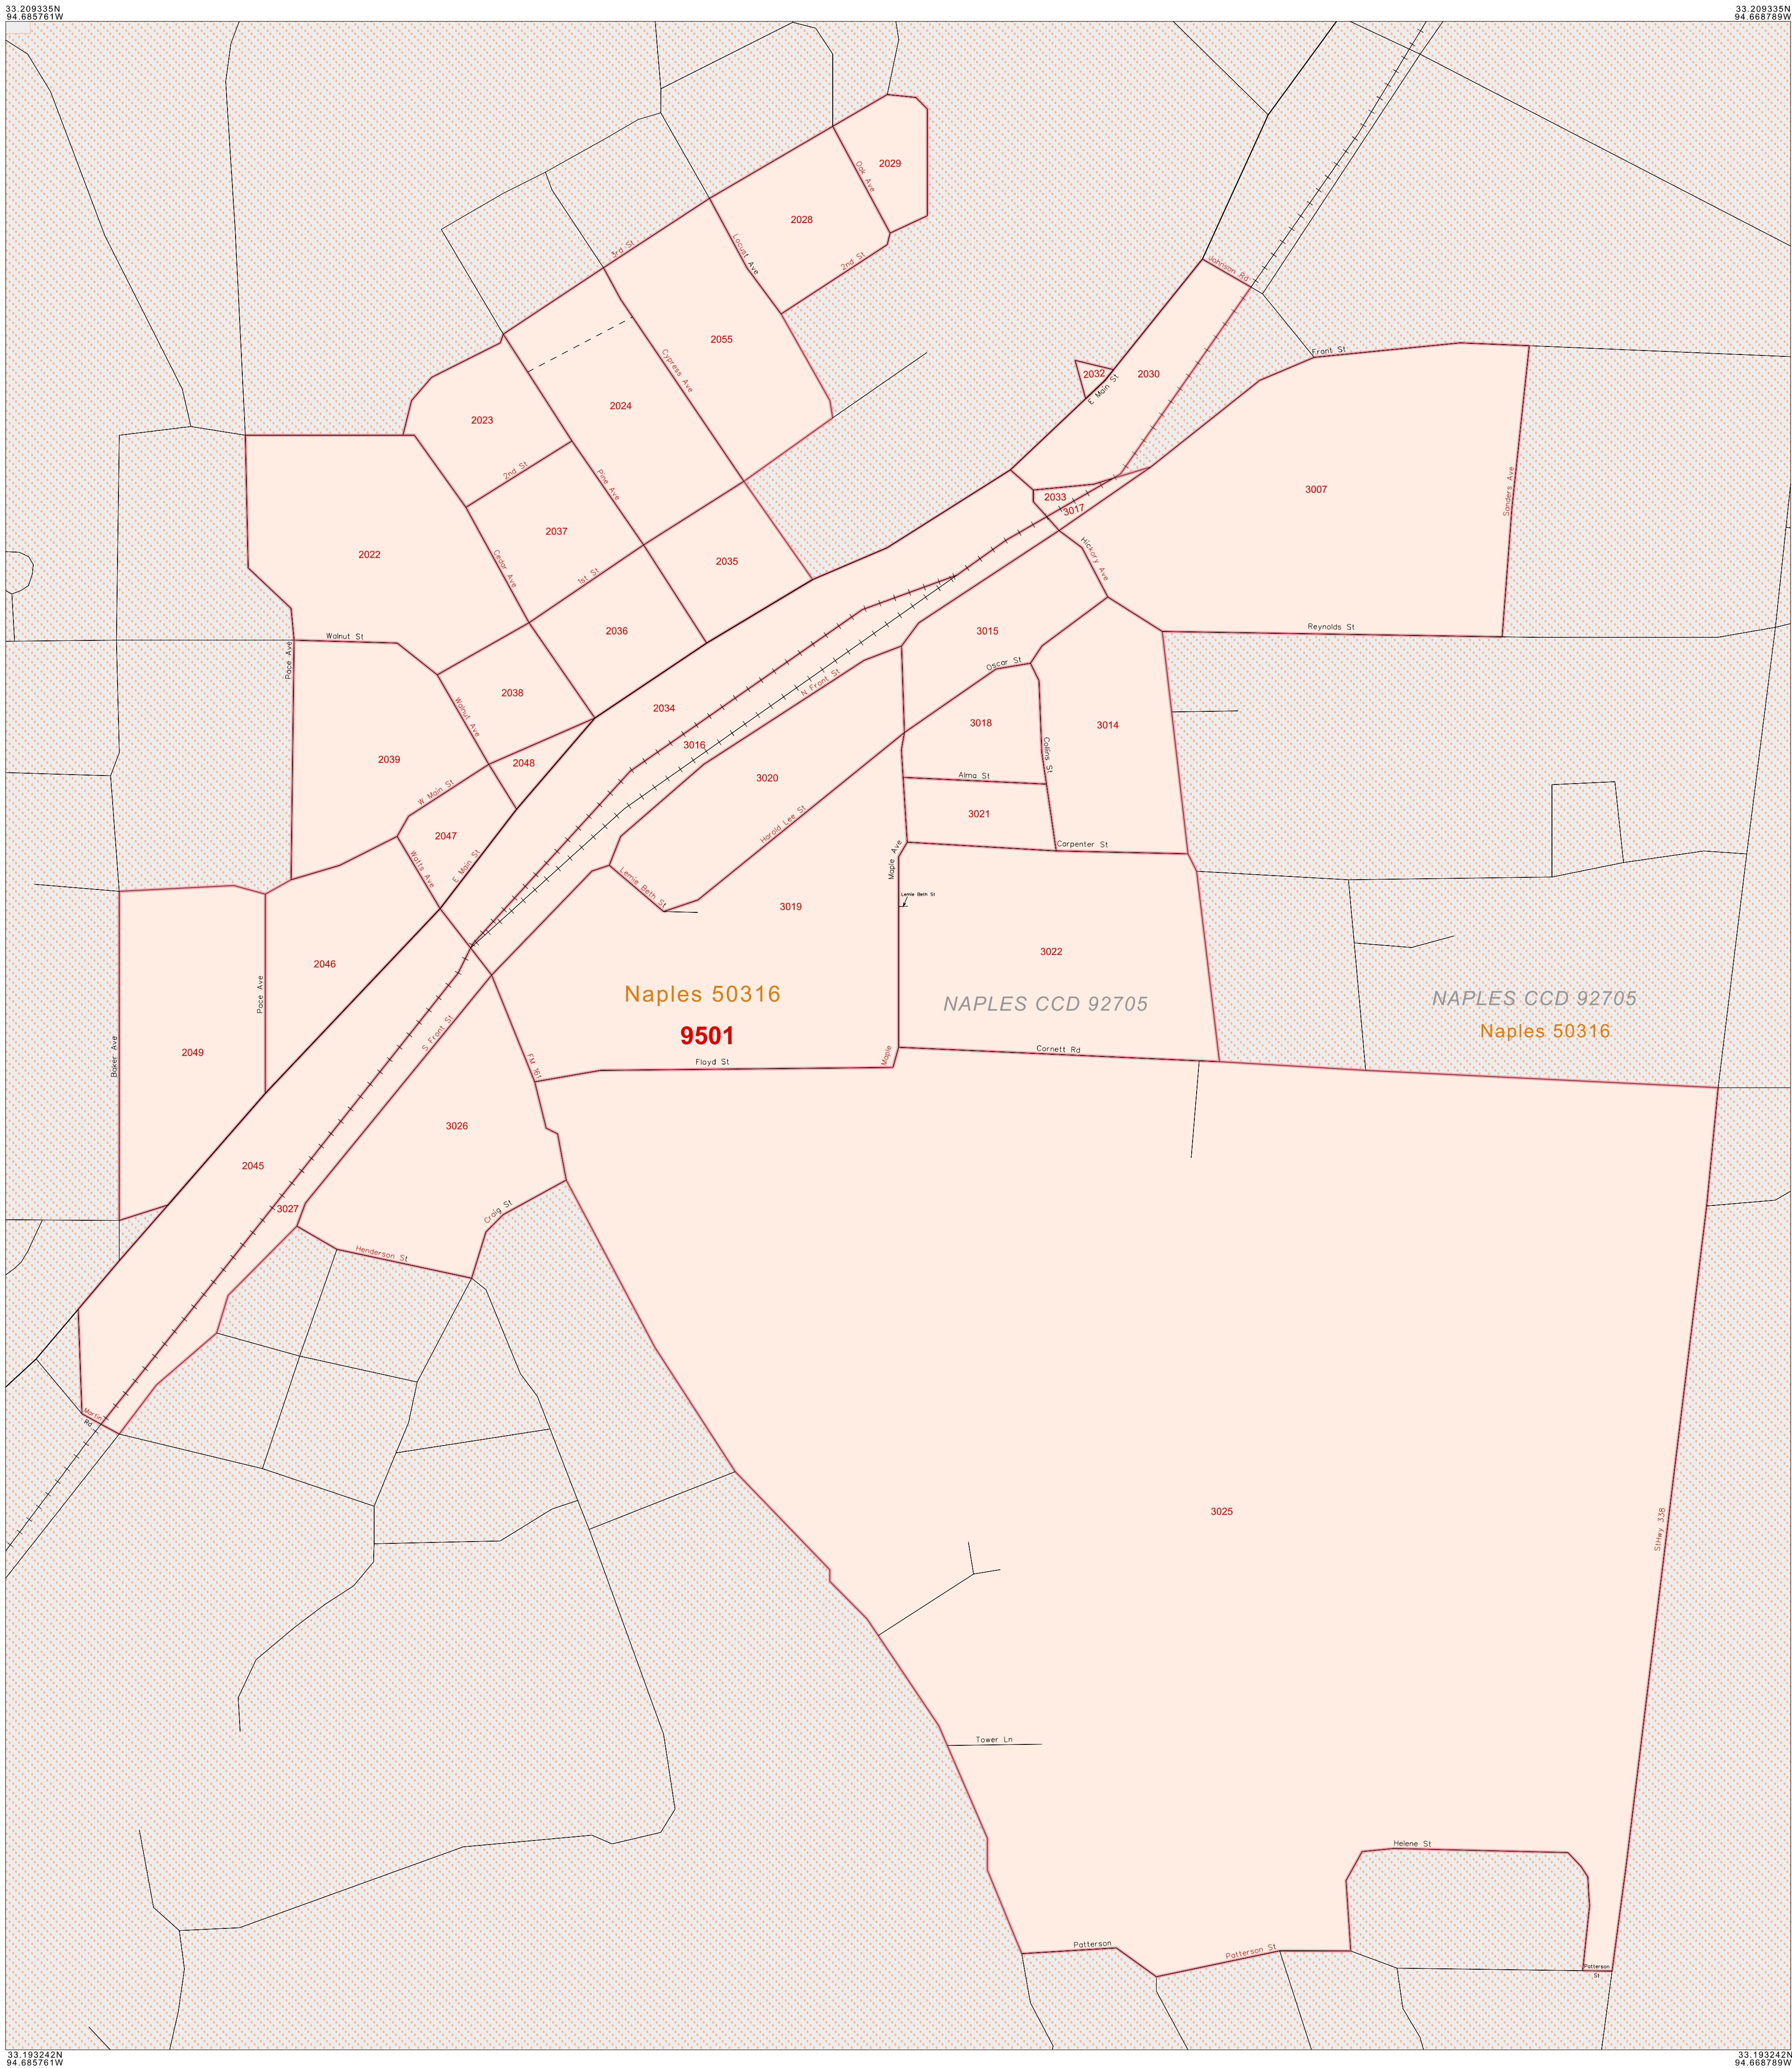 33.209335N
94.685761W
33.209335N
94.668789W
2029
Oak Ave
2028
3rd St
Locust Ave
2nd St
Johnson Rd
2055
Front St
2032
2030
E Main St
Cypress Ave
2024
2023
2nd St
Pine Ave
Sanders Ave
3007
2033
3017
2037
2022
Cedar Ave
1st St
2035
Hickory Ave
2036
3015
Reynolds St
Walnut St
Pace Ave
Oscar St
2038
N Front St
2034
Walnut Ave
3018
3014
3016
Collins St
2039
2048
3020
Alma St
W Main St
Harold Lee St
3021
2047
Carpenter St
Maple Ave
Watts Ave
E Main St
Lemie Beth St
Lemie Beth St
3019
3022
2046
Pace Ave
Naples 50316
NAPLES CCD 92705
NAPLES CCD 92705
9501
Naples 50316
S Front St
Baker Ave
2049
Floyd St
Maple
Cornett Rd
FM 161
3026
2045
3027
Craig St
Henderson St
Martin
Rd
3025
StHwy 338
Tower Ln
Helene St
Patterson
Patterson St
Patterson
St
33.193242N
94.685761W
33.193242N
94.668789W